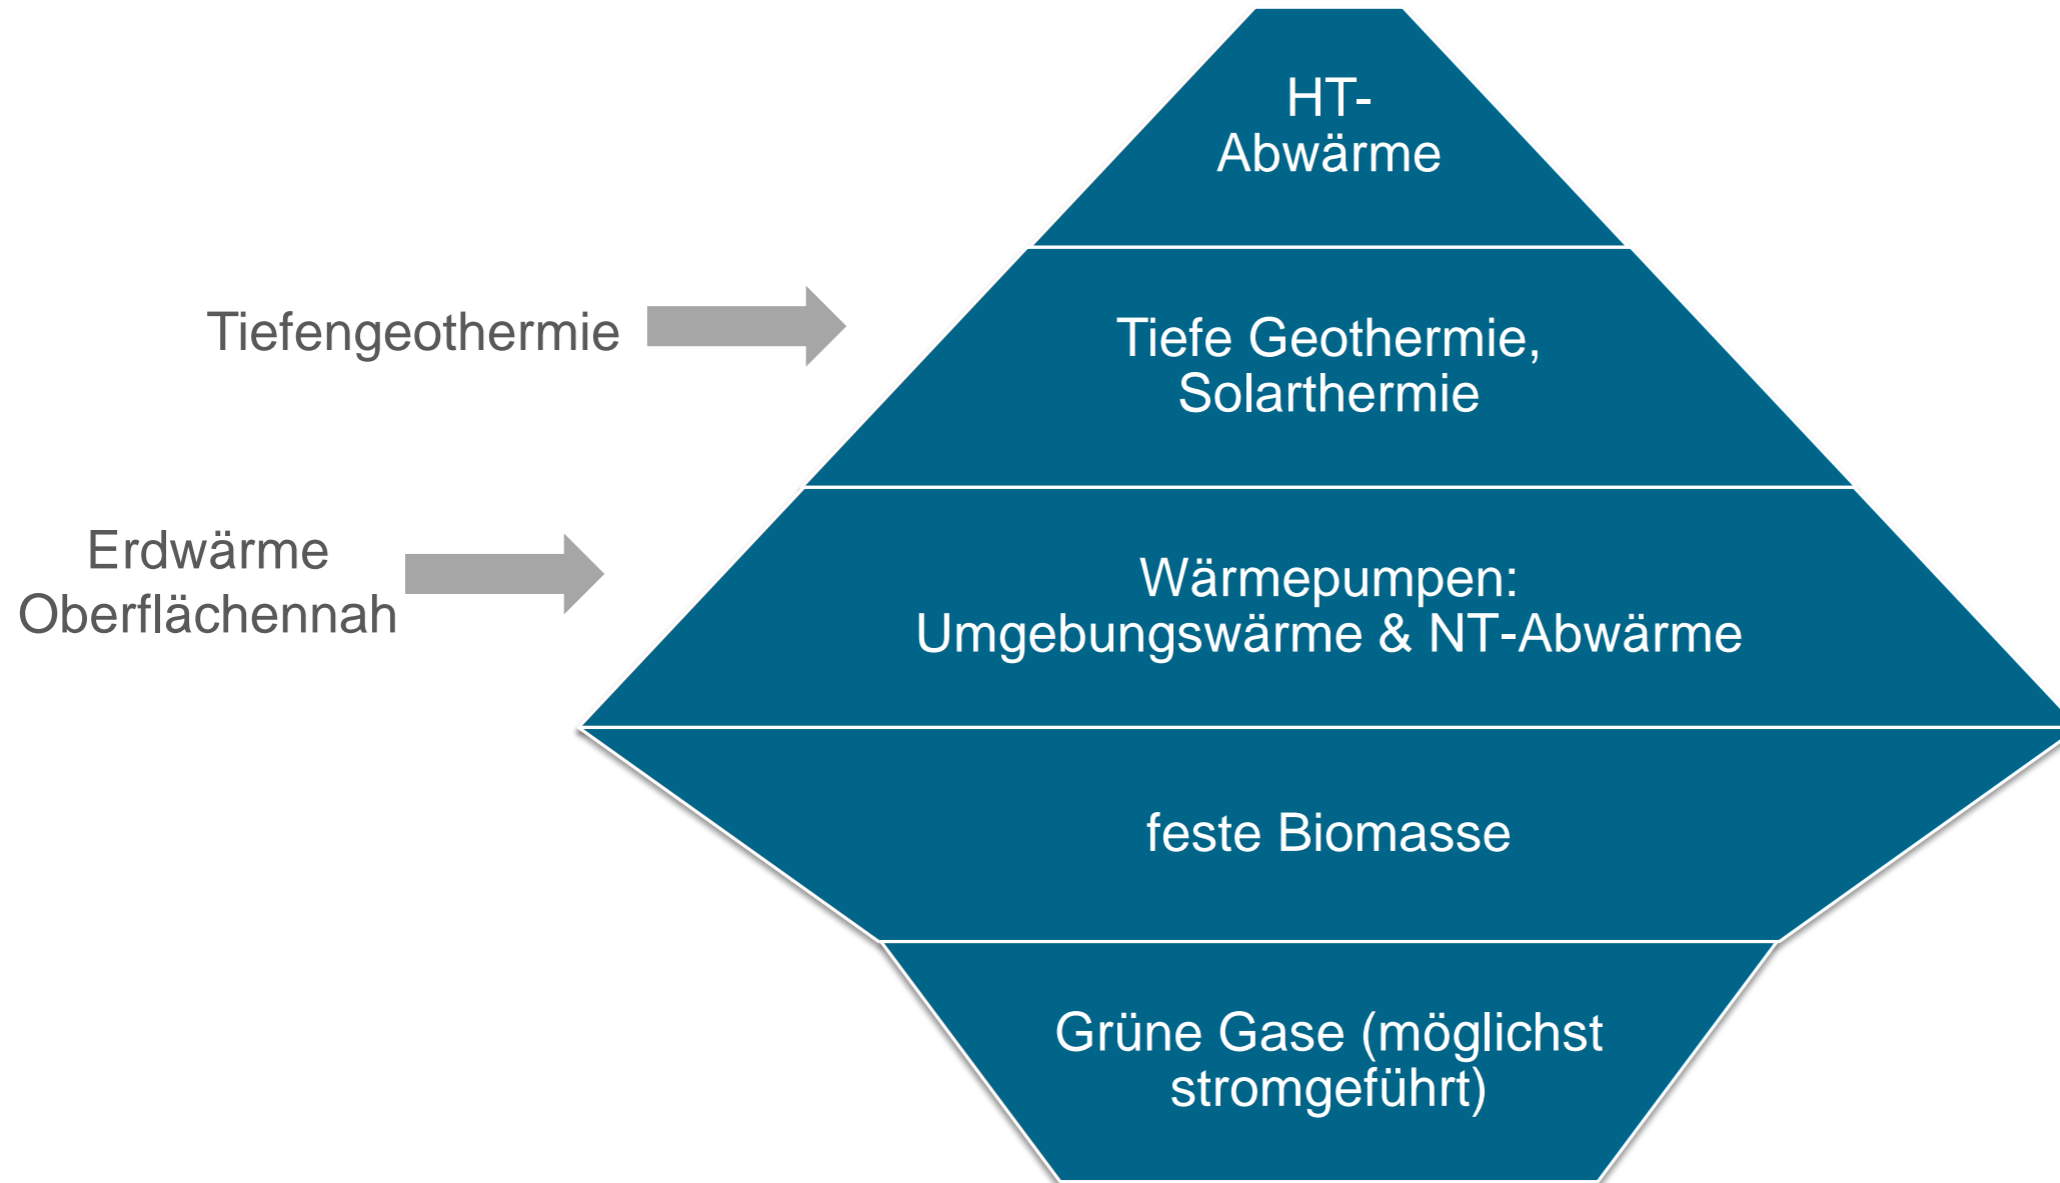 HT-
Abwärme
Tiefengeothermie
Tiefe Geothermie,
Solarthermie
Erdwärme
Oberflächennah
Wärmepumpen:
Umgebungswärme & NT-Abwärme
feste Biomasse
Grüne Gase (möglichst
stromgeführt)